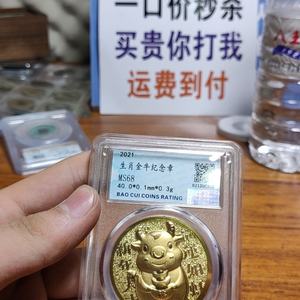 一口价秒杀
买贵你打我
运费到付
2021
生肖金牛纪念章
MS68
40.0*0.1mm*0.3g
BAO CUI COINS RATING